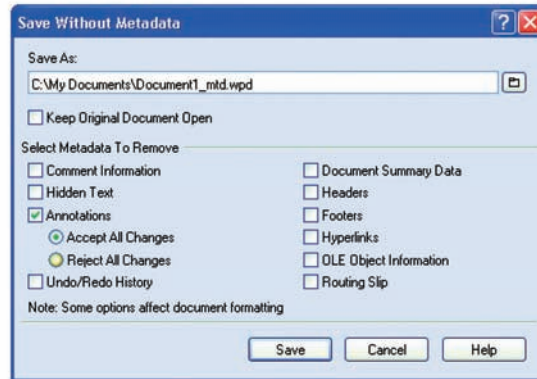 Save Without Metadata
Save As:
C:\My Documents\Document1_mtd.wpd
Keep Original Document Open
Select Metadata To Remove
Comment Information
Hidden Text
Annotations
Accept All Changes
Reject All Changes
Undo/Redo History
Document Summary Data
Headers
Footers
Hyperlinks
OLE Object Information
Routing Slip
Note: Some options affect document formatting
Save
Cancel
Help